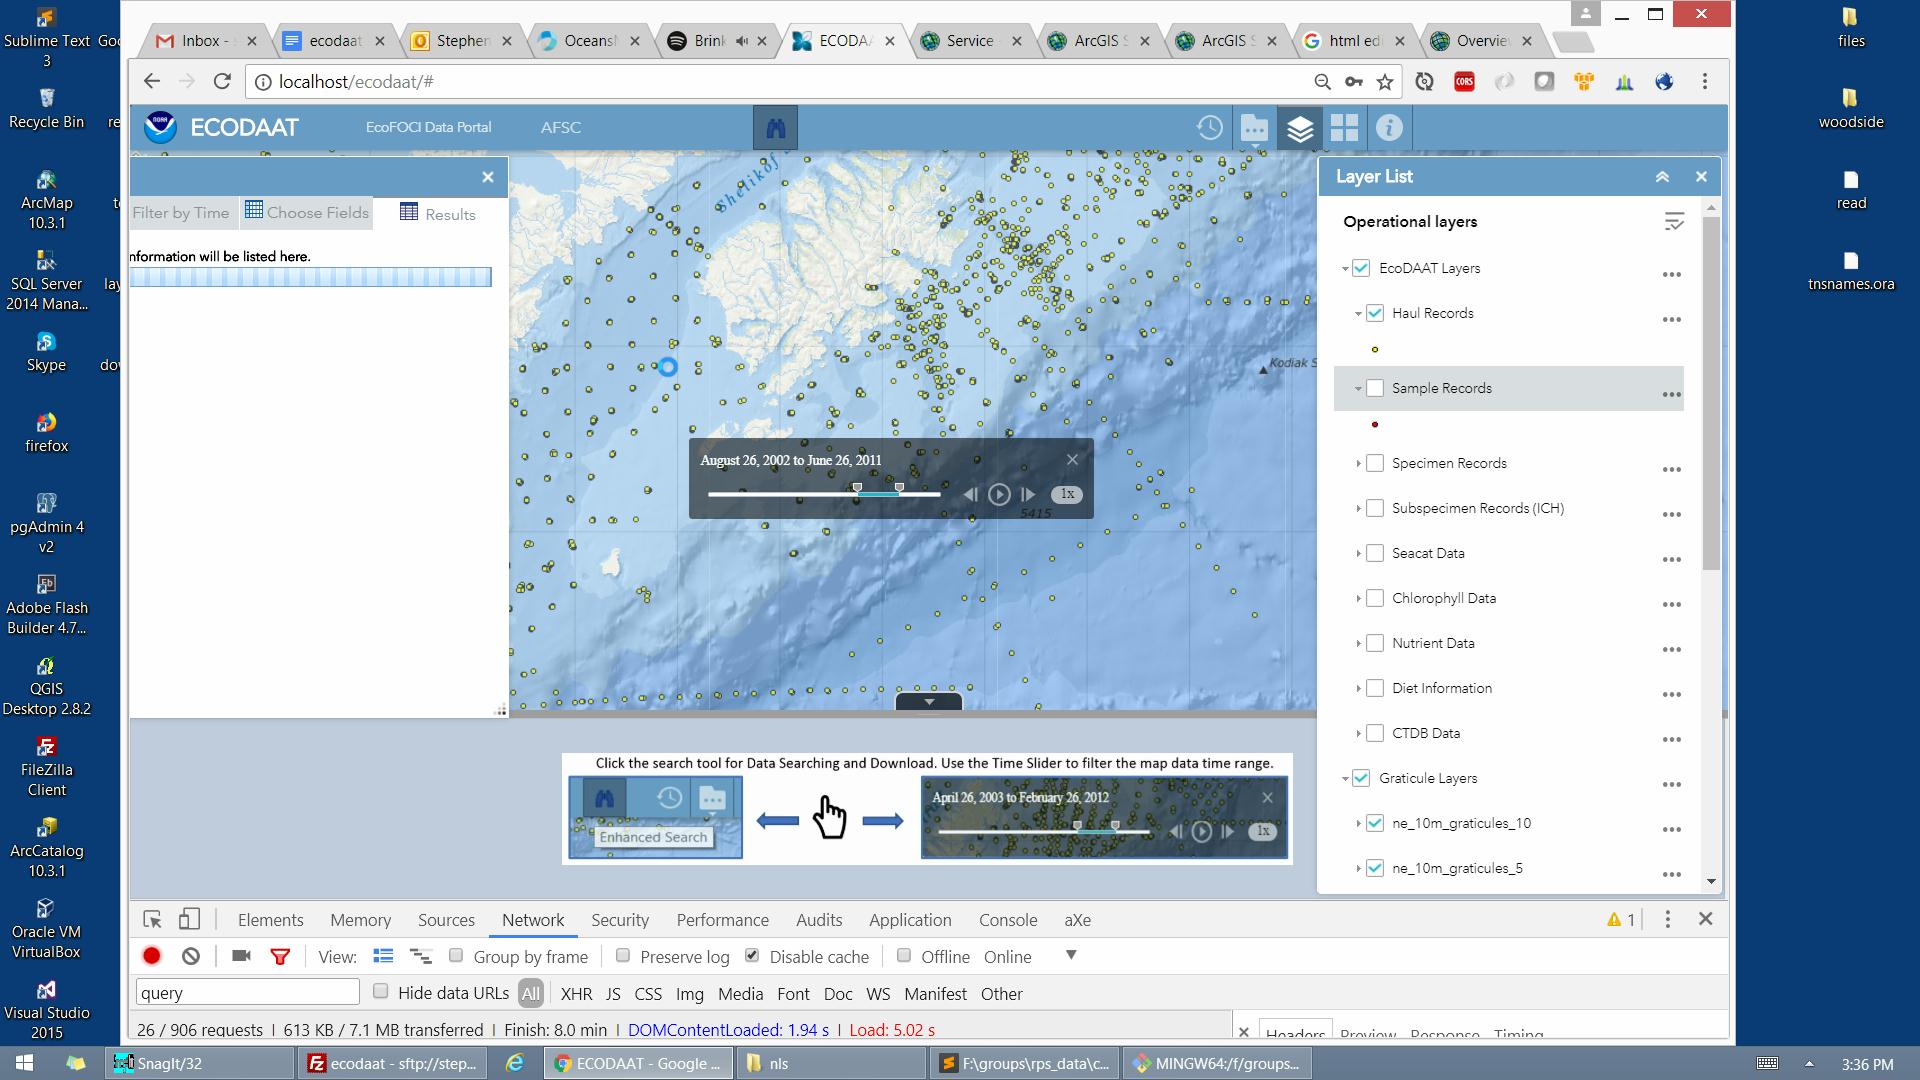 Sublime Text 3
Goo
Recycle Bin
re
ArcMap 10.3.1
to
SQL Server 2014 Mana...
lay
Skype
dov
firefox
pgAdmin 4 v2
Adobe Flash Builder 4.7...
QGIS Desktop 2.8.2
FileZilla Client
ArcCatalog 10.3.1
Oracle VM VirtualBox
Visual Studio 2015
files
woodside
read
tnsnames.ora
Inbox -
ecodaat
Stephen
OceansM
Brink
ECODAA
Service
ArcGIS S
ArcGIS S
html edi
Overvie
localhost/ecodaat/#
CORS
NOAA
ECODAAT
EcoFOCI Data Portal
AFSC
Filter by Time
Choose Fields
Results
nformation will be listed here.
Shelikof
Kodiak S
August 26, 2002 to June 26, 2011
1x
5415
Layer List
Operational layers
EcoDAAT Layers
Haul Records
Sample Records
Specimen Records
Subspecimen Records (ICH)
Seacat Data
Chlorophyll Data
Nutrient Data
Diet Information
CTDB Data
Graticule Layers
ne_10m_graticules_10
ne_10m_graticules_5
Click the search tool for Data Searching and Download. Use the Time Slider to filter the map data time range.
Enhanced Search
April 26, 2003 to February 26, 2012
1x
Elements Memory Sources Network Security Performance Audits Application Console aXe
1
View: Group by frame Preserve log Disable cache Offline Online
query
Hide data URLs All XHR JS CSS Img Media Font Doc WS Manifest Other
26 / 906 requests | 613 KB / 7.1 MB transferred | Finish: 8.0 min | DOMContentLoaded: 1.94 s | Load: 5.02 s
Headers Preview Response Timing
SnagIt/32
ecodaat - sftp://step...
ECODAAT - Google ...
nls
F:\groups\rps_data\c...
MINGW64:/f/groups...
3:36 PM